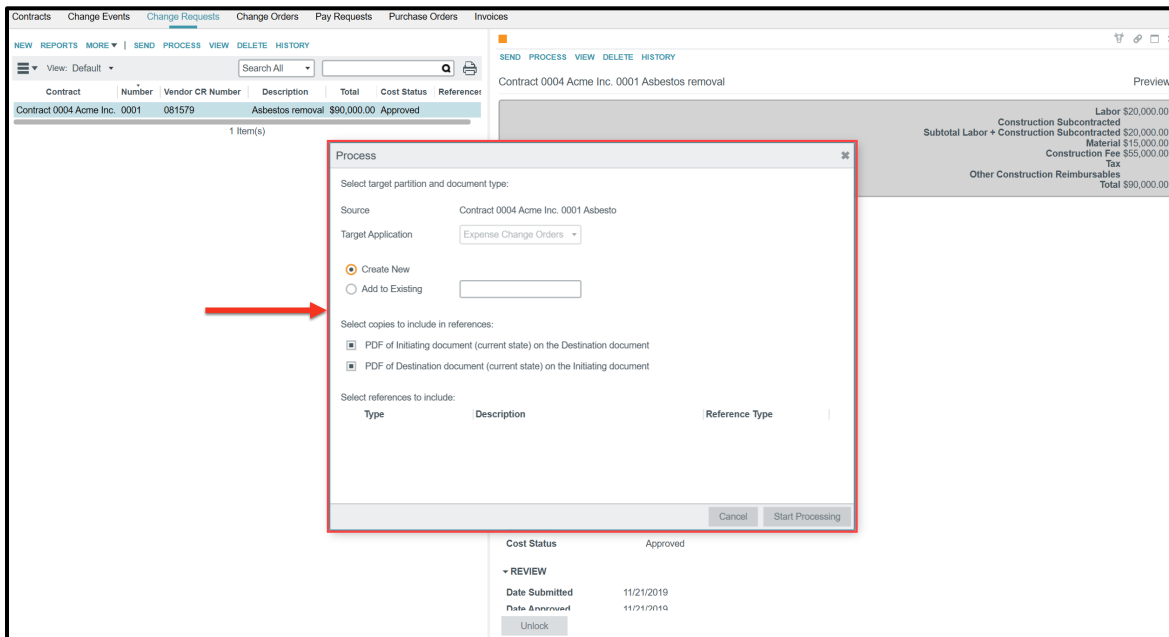 Contracts Change Events Change Requests Change Orders Pay Requests Purchase Orders Invoices
NEW REPORTS MORE ▾ | SEND PROCESS VIEW DELETE HISTORY
View: Default Search All
Contract Number Vendor CR Number Description Total Cost Status References
Contract 0004 Acme Inc. 0001 081579 Asbestos removal $90,000.00 Approved
1 Item(s)
SEND PROCESS VIEW DELETE HISTORY
Contract 0004 Acme Inc. 0001 Asbestos removal Preview
Labor $20,000.00
Construction Subcontracted
Subtotal Labor + Construction Subcontracted $20,000.00
Material $15,000.00
Construction Fee $55,000.00
Tax
Other Construction Reimbursables
Total $90,000.00
Process
Select target partition and document type:
Source Contract 0004 Acme Inc. 0001 Asbesto
Target Application Expense Change Orders
Create New
Add to Existing
Select copies to include in references:
PDF of Initiating document (current state) on the Destination document
PDF of Destination document (current state) on the Initiating document
Select references to include:
Type Description Reference Type
Cancel Start Processing
Cost Status Approved
REVIEW
Date Submitted 11/21/2019
Date Approved 11/21/2019
Unlock